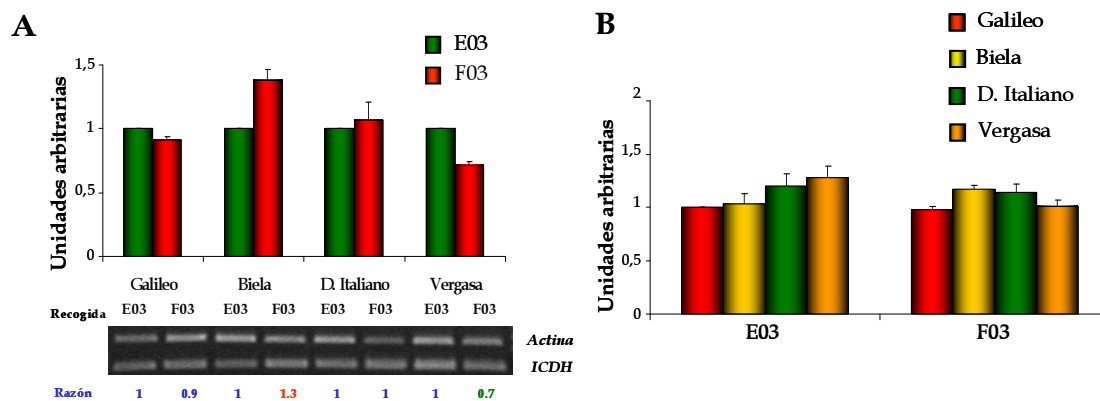 A
E03
F03
Unidades arbitrarias
1,5
1
0,5
0
Galileo Biela D. Italiano Vergasa
Recogida E03 F03 E03 F03 E03 F03 E03 F03
Actina
ICDH
Razón 1 0.9 1 1.3 1 1 1 0.7
B
Galileo
Biela
D. Italiano
Vergasa
Unidades arbitrarias
2
1,5
1
0,5
0
E03 F03